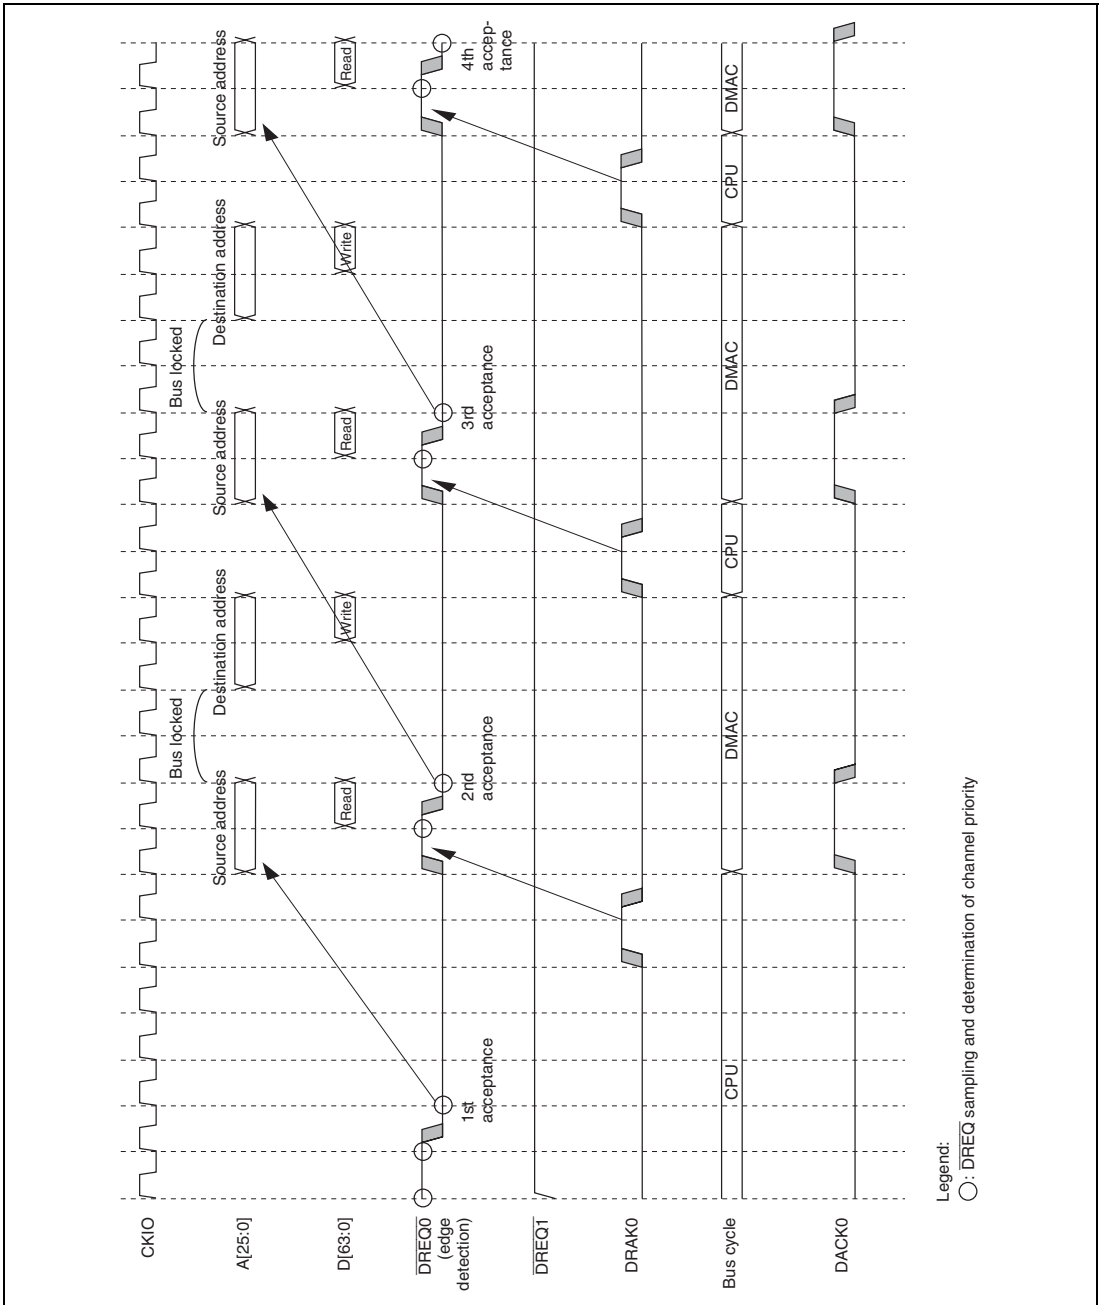 CKIO
Bus locked
Bus locked
A[25:0]
Source address
Destination address
Source address
Destination address
Source address
D[63:0]
Read
Write
Read
Write
Read
DREQ0
(edge
detection)
1st
acceptance
2nd
acceptance
3rd
acceptance
4th
accep-
tance
DREQ1
DRAK0
Bus cycle
CPU
DMAC
CPU
DMAC
CPU
DMAC
DACK0
Legend:
: DREQ sampling and determination of channel priority